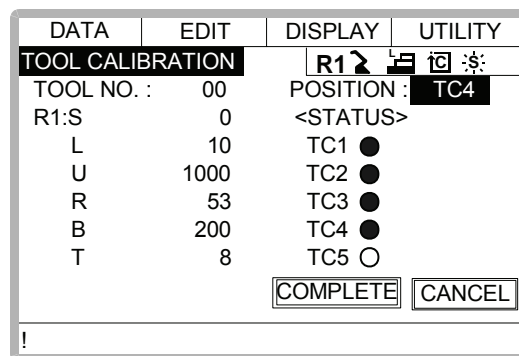 DATA EDIT DISPLAY UTILITY
TOOL CALIBRATION R1 L C S
TOOL NO. : 00 POSITION : TC4
R1:S 0 <STATUS>
L 10 TC1
U 1000 TC2
R 53 TC3
B 200 TC4
T 8 TC5
COMPLETE CANCEL
!